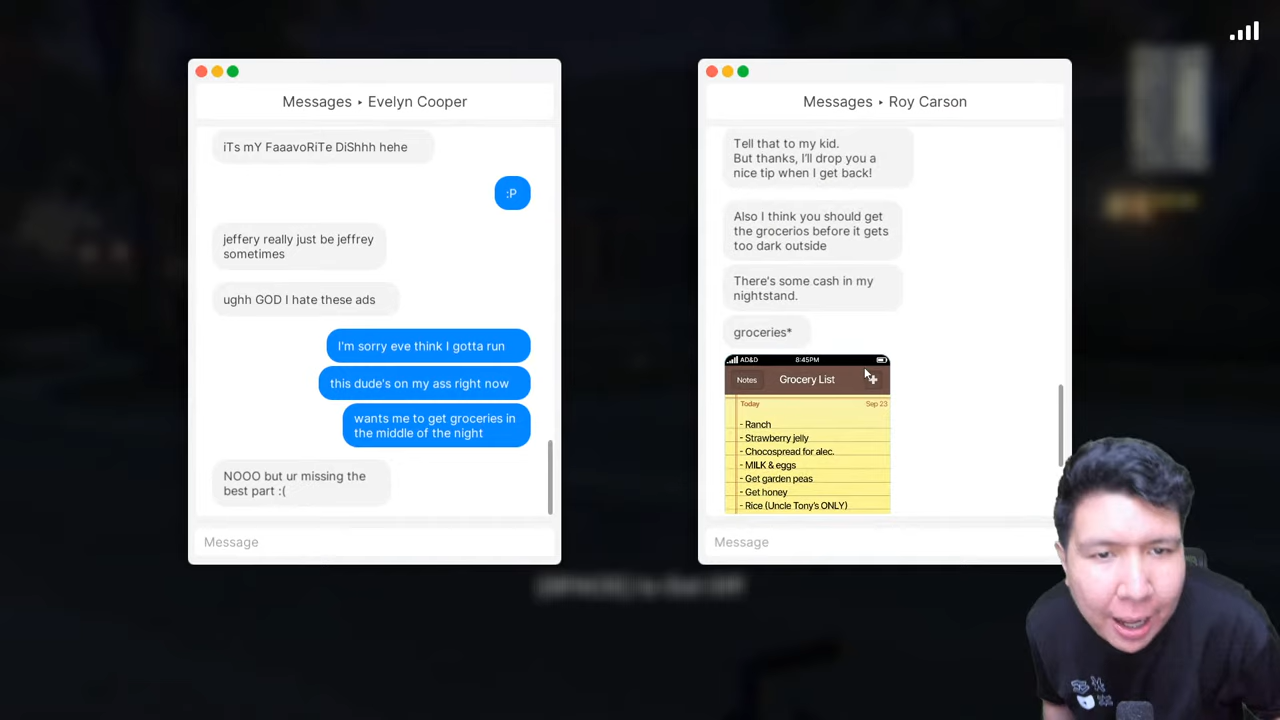 Messages ▸ Evelyn Cooper
iTs mY FaaavoRiTe DiShhh hehe
:P
jeffery really just be jeffrey
sometimes
ughh GOD I hate these ads
I'm sorry eve think I gotta run
this dude's on my ass right now
wants me to get groceries in
the middle of the night
NOOO but ur missing the
best part :(
Message
Messages ▸ Roy Carson
Tell that to my kid.
But thanks, I'll drop you a
nice tip when I get back!
Also I think you should get
the grocerios before it gets
too dark outside
There's some cash in my
nightstand.
groceries*
AD&D 8:45PM
Notes Grocery List +
Today Sep 23
- Ranch
- Strawberry jelly
- Chocospread for alec.
- MILK & eggs
- Get garden peas
- Get honey
- Rice (Uncle Tony's ONLY)
Message